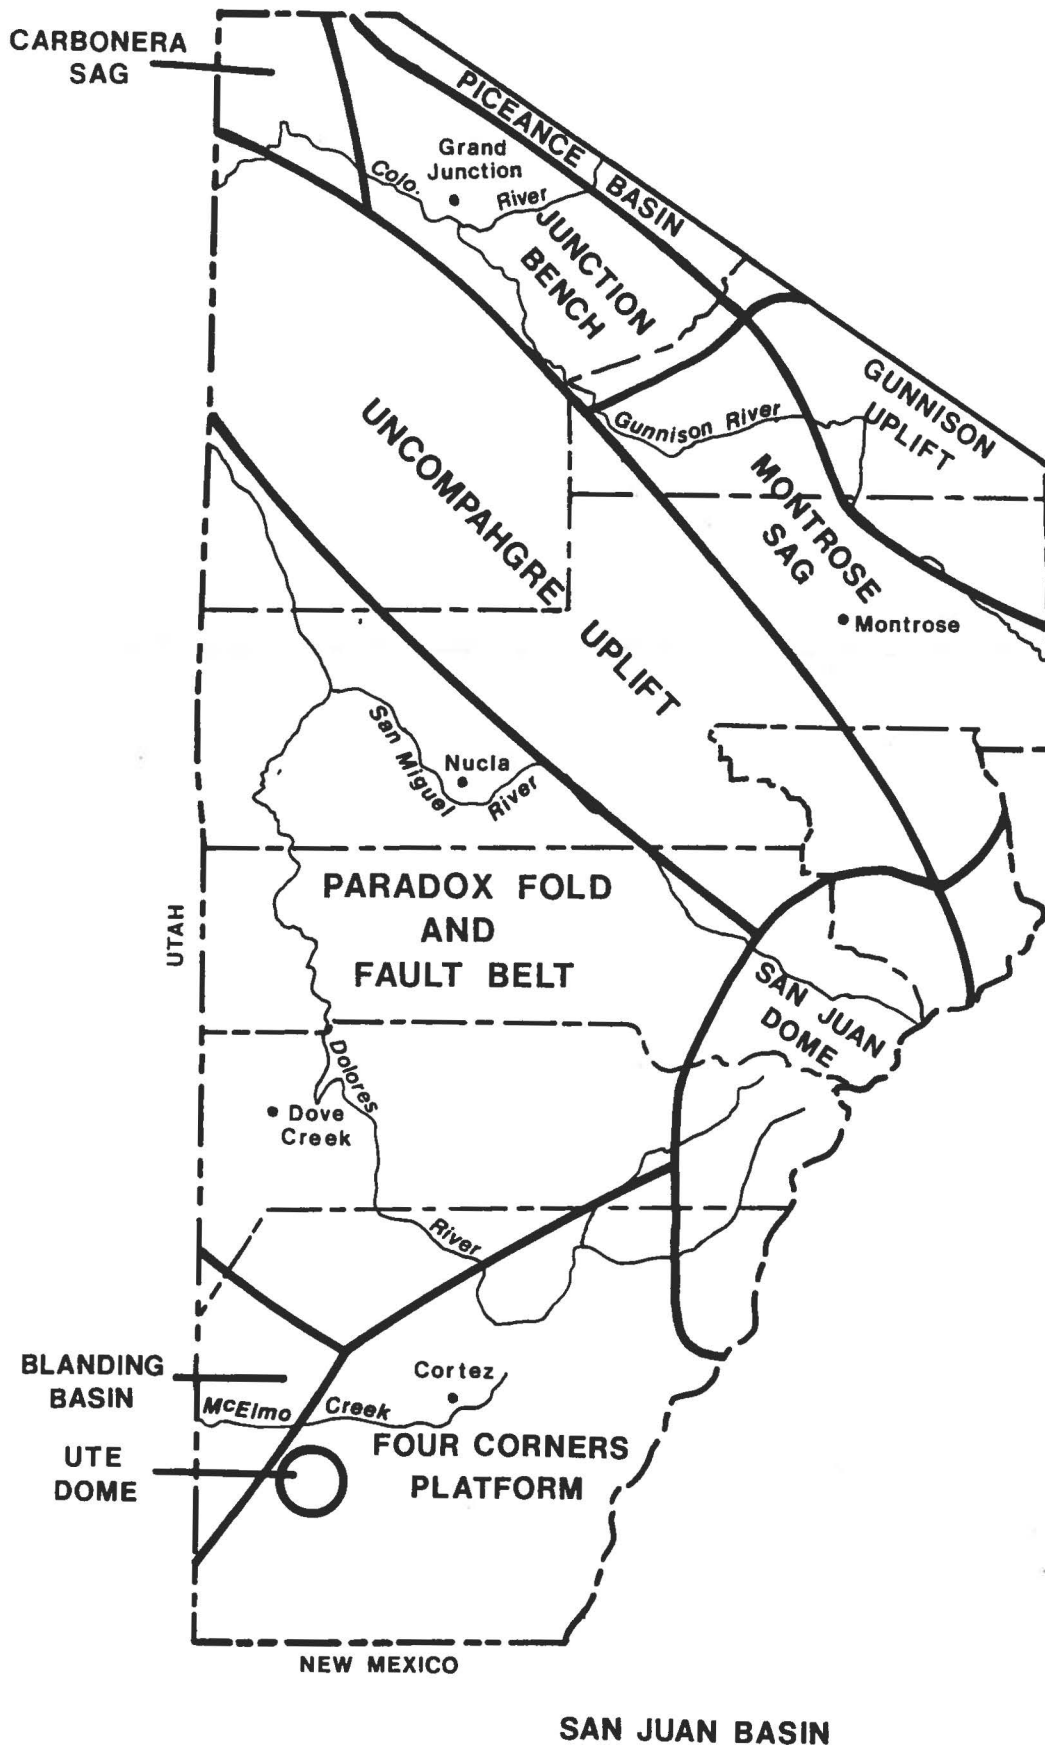 CARBONERA
SAG
PICEANCE BASIN
Grand
Junction
Colo. River
JUNCTION
BENCH
GUNNISON
UPLIFT
Gunnison River
UNCOMPAHGRE UPLIFT
MONTROSE
SAG
Montrose
San Miguel River
Nucla
UTAH
PARADOX FOLD
AND
FAULT BELT
SAN JUAN
DOME
Dolores River
Dove
Creek
BLANDING
BASIN
Cortez
McElmo Creek
UTE
DOME
FOUR CORNERS
PLATFORM
NEW MEXICO
SAN JUAN BASIN